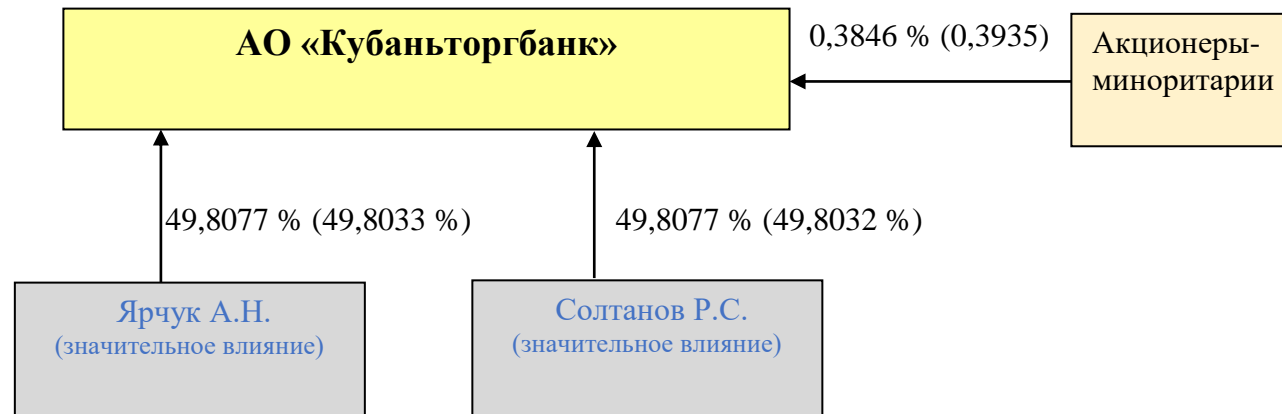 АО «Кубаньторгбанк»
0,3846 % (0,3935)
Акционеры-
миноритарии
49,8077 % (49,8033 %)
49,8077 % (49,8032 %)
Ярчук А.Н.
(значительное влияние)
Солтанов Р.С.
(значительное влияние)